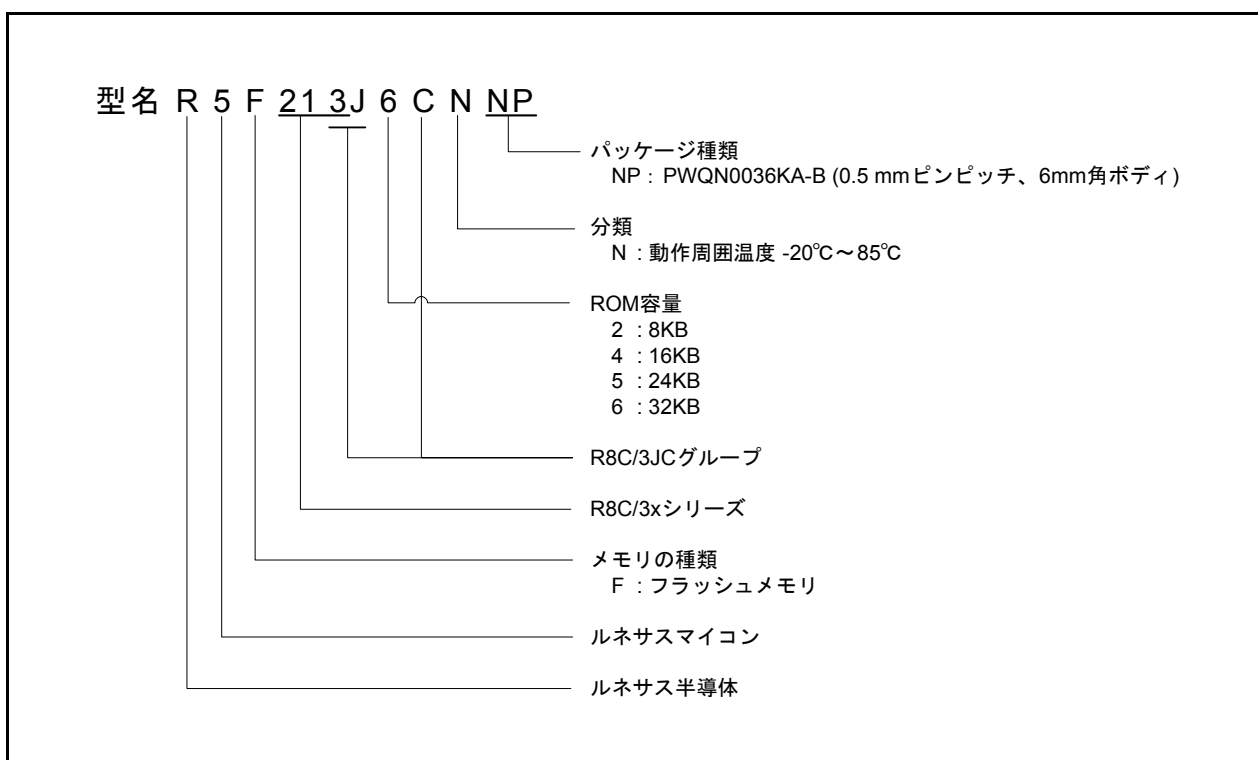 型名 R 5 F 21 3J 6 C N NP
パッケージ種類
NP : PWQN0036KA-B (0.5 mmピンピッチ、6mm角ボディ)
分類
N : 動作周囲温度 -20℃～85℃
ROM容量
2 : 8KB
4 : 16KB
5 : 24KB
6 : 32KB
R8C/3JCグループ
R8C/3xシリーズ
メモリの種類
F : フラッシュメモリ
ルネサスマイコン
ルネサス半導体